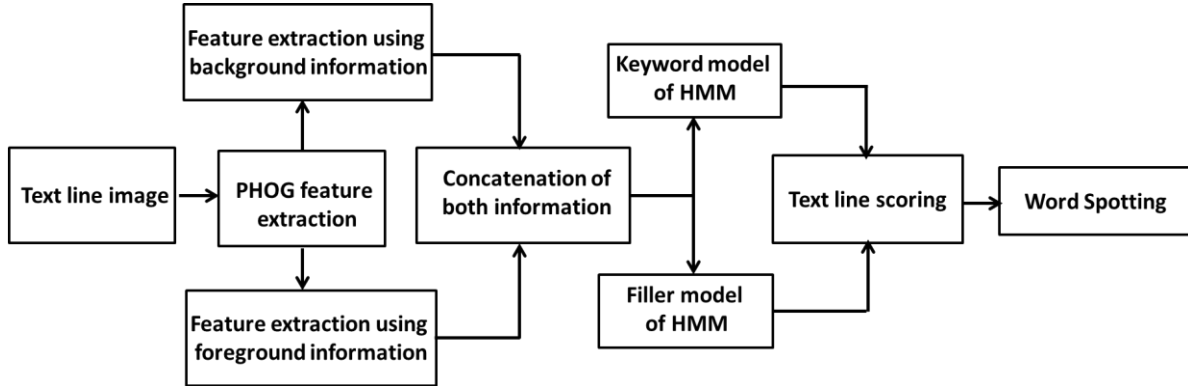 Feature extraction using
background information
Text line image
PHOG feature
extraction
Feature extraction using
foreground information
Concatenation of
both information
Keyword model
of HMM
Filler model
of HMM
Text line scoring
Word Spotting